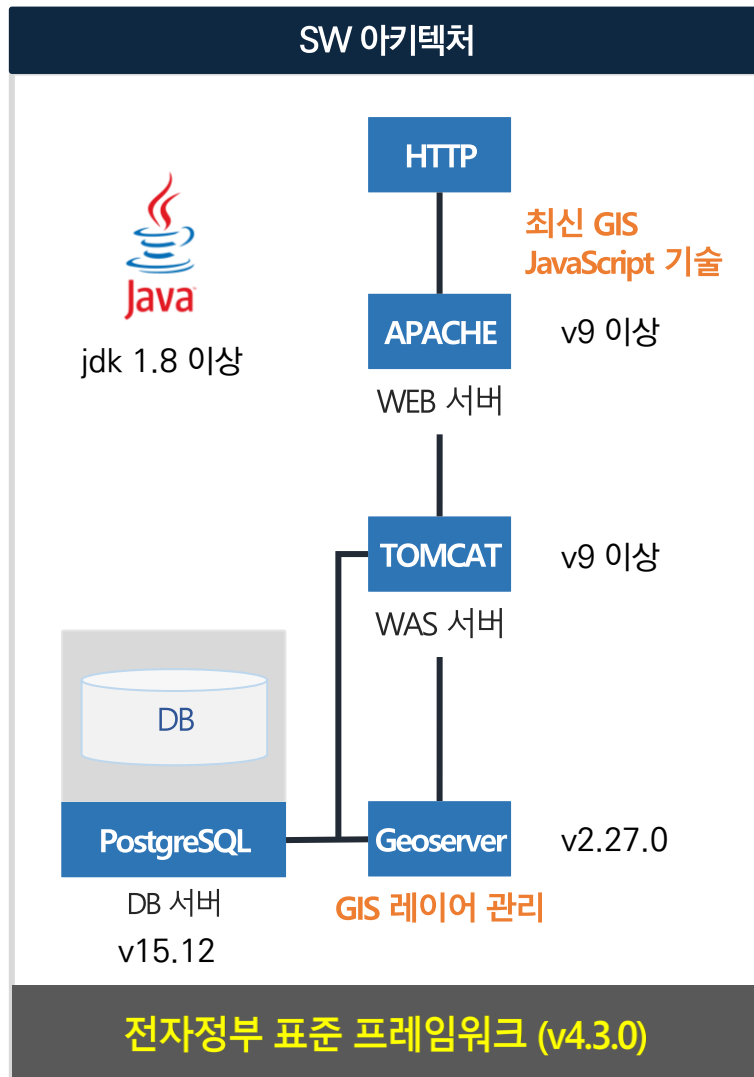 SW 아키텍처
HTTP
최신 GIS
JavaScript 기술
Java
jdk 1.8 이상
APACHE
v9 이상
WEB 서버
TOMCAT
v9 이상
WAS 서버
DB
PostgreSQL
Geoserver
v2.27.0
DB 서버
GIS 레이어 관리
v15.12
전자정부 표준 프레임워크 (v4.3.0)